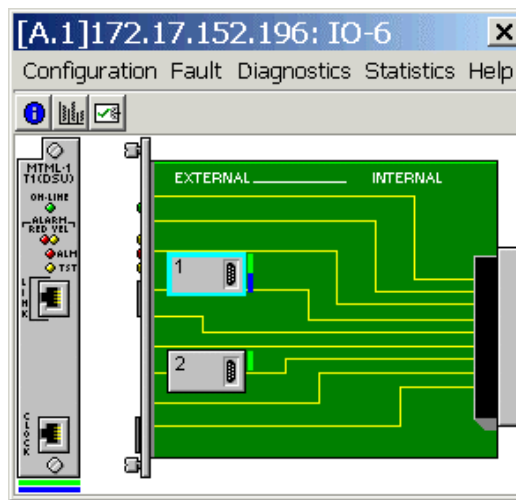 [A.1]172.17.152.196: IO-6
Configuration Fault Diagnostics Statistics Help
MTML-1
T1(DSU)
ON-LINE
ALARM
RED YEL
ALM
TST
LINK
CLOCK
EXTERNAL INTERNAL
1
2